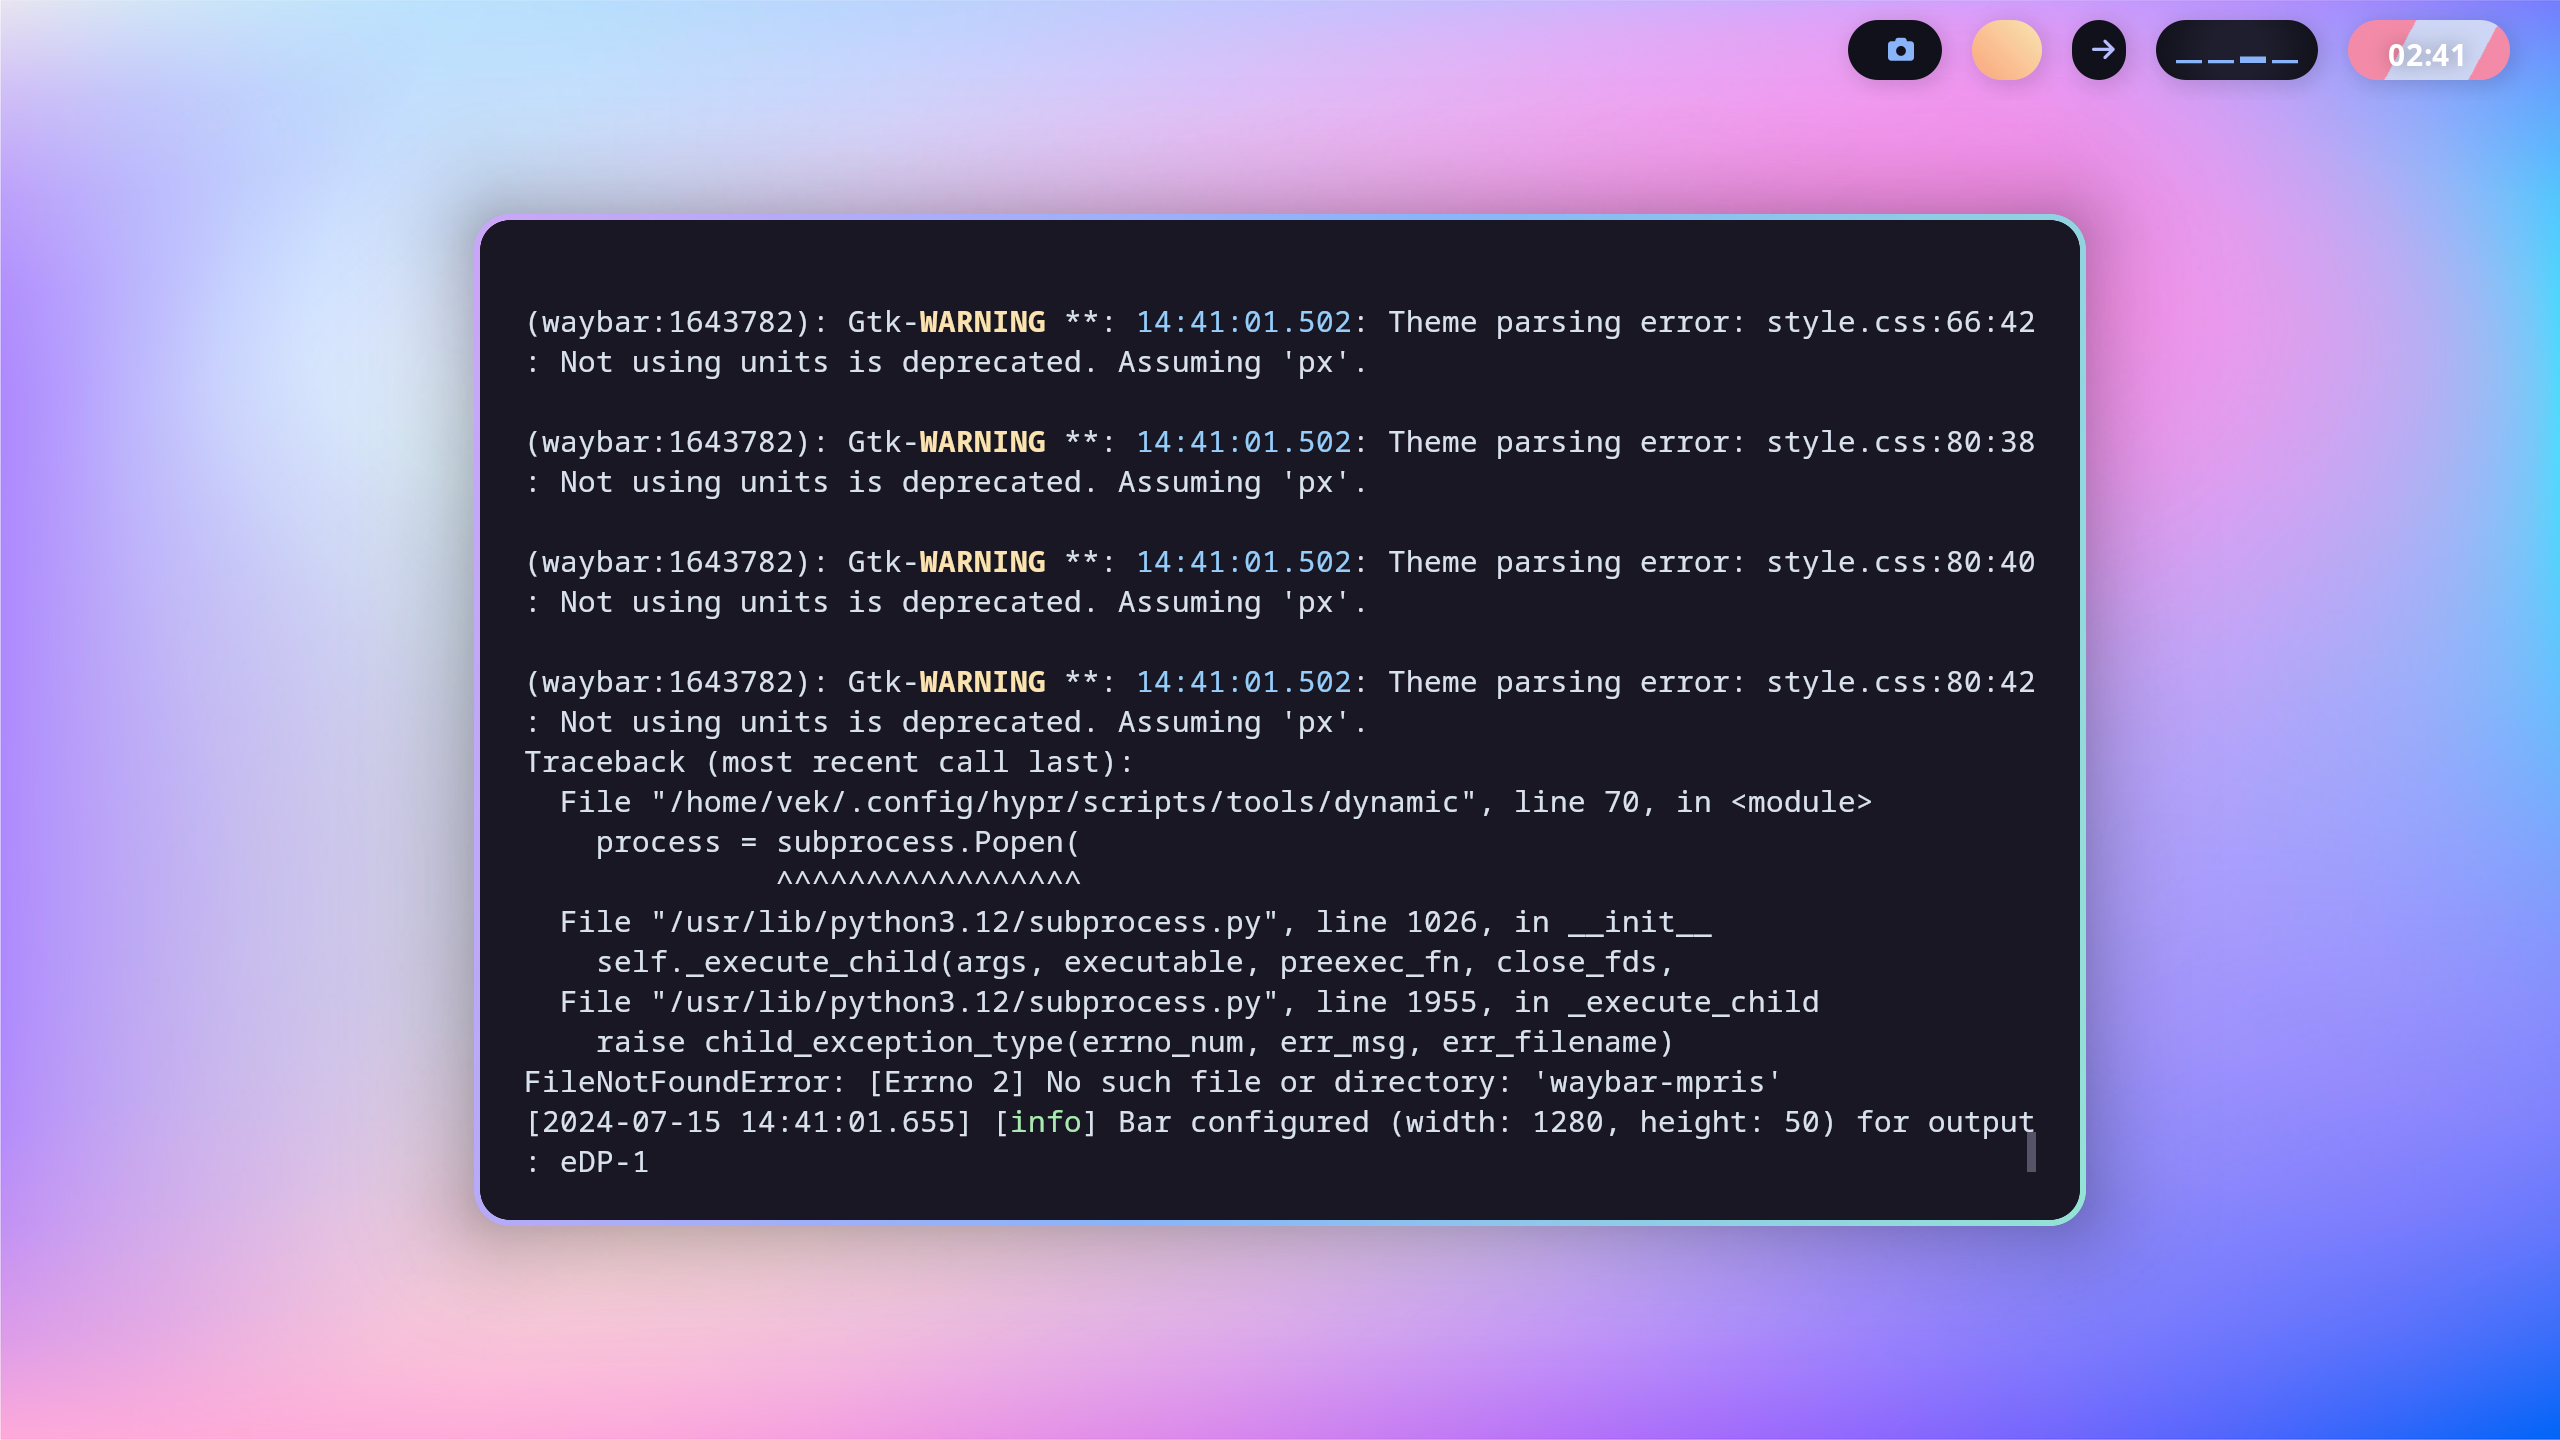 02:41
(waybar:1643782): Gtk-WARNING **: 14:41:01.502: Theme parsing error: style.css:66:42
: Not using units is deprecated. Assuming 'px'.
(waybar:1643782): Gtk-WARNING **: 14:41:01.502: Theme parsing error: style.css:80:38
: Not using units is deprecated. Assuming 'px'.
(waybar:1643782): Gtk-WARNING **: 14:41:01.502: Theme parsing error: style.css:80:40
: Not using units is deprecated. Assuming 'px'.
(waybar:1643782): Gtk-WARNING **: 14:41:01.502: Theme parsing error: style.css:80:42
: Not using units is deprecated. Assuming 'px'.
Traceback (most recent call last):
  File "/home/vek/.config/hypr/scripts/tools/dynamic", line 70, in <module>
    process = subprocess.Popen(
              ^^^^^^^^^^^^^^^^^
  File "/usr/lib/python3.12/subprocess.py", line 1026, in __init__
    self._execute_child(args, executable, preexec_fn, close_fds,
  File "/usr/lib/python3.12/subprocess.py", line 1955, in _execute_child
    raise child_exception_type(errno_num, err_msg, err_filename)
FileNotFoundError: [Errno 2] No such file or directory: 'waybar-mpris'
[2024-07-15 14:41:01.655] [info] Bar configured (width: 1280, height: 50) for output
: eDP-1